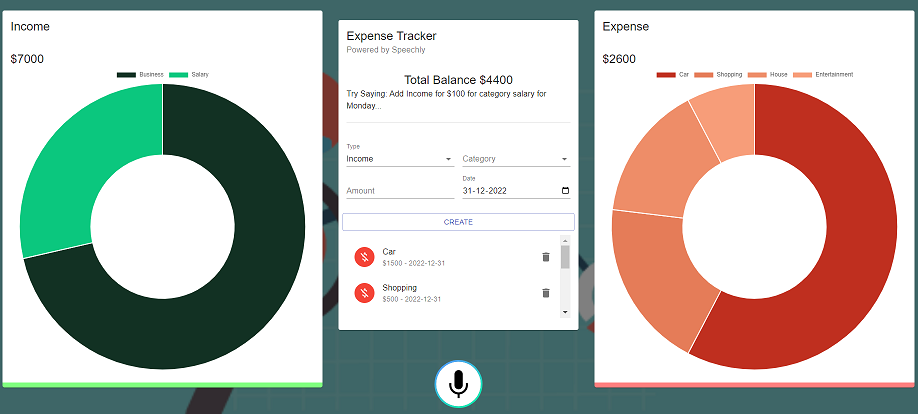 Income
$7000
Business Salary
Expense Tracker
Powered by Speechly
Total Balance $4400
Try Saying: Add Income for $100 for category salary for
Monday...
Type
Income
Category
Amount
Date
31-12-2022
CREATE
Car
$1500 - 2022-12-31
Shopping
$500 - 2022-12-31
Expense
$2600
Car Shopping House Entertainment